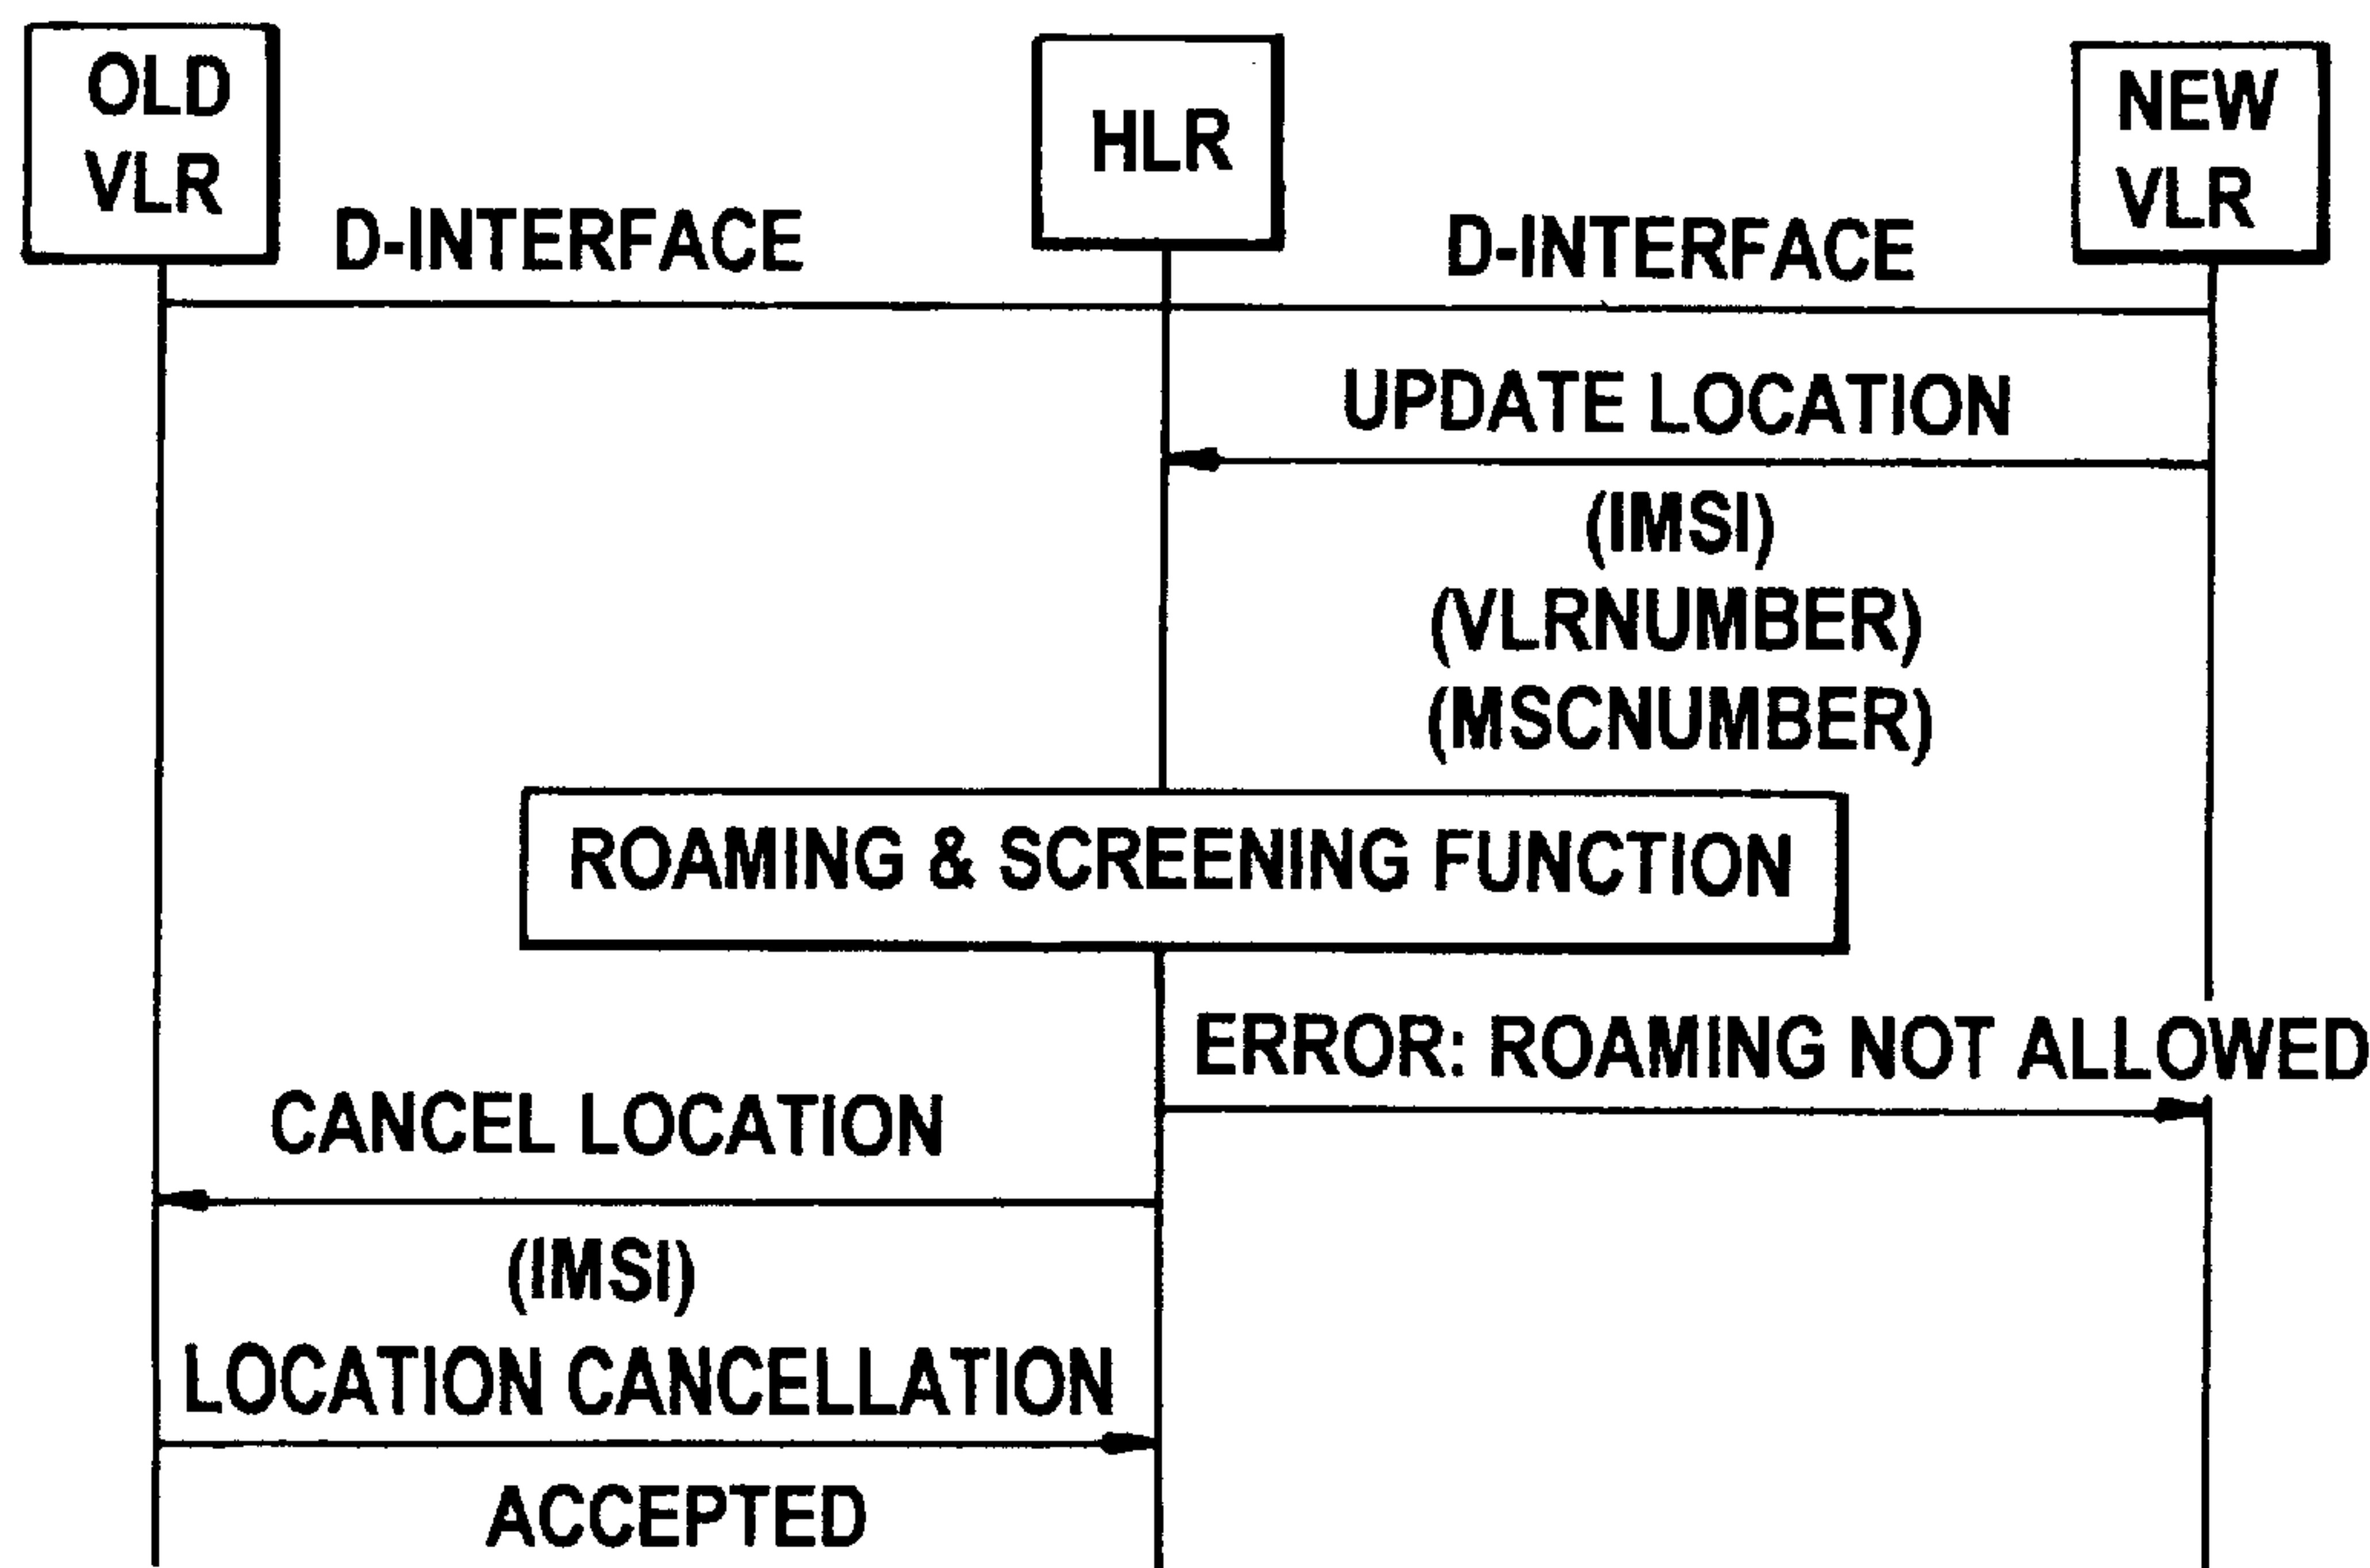 OLD
VLR
HLR
NEW
VLR
D-INTERFACE
D-INTERFACE
UPDATE LOCATION
(IMSI)
(VLRNUMBER)
(MSCNUMBER)
ROAMING & SCREENING FUNCTION
ERROR: ROAMING NOT ALLOWED
CANCEL LOCATION
(IMSI)
LOCATION CANCELLATION
ACCEPTED